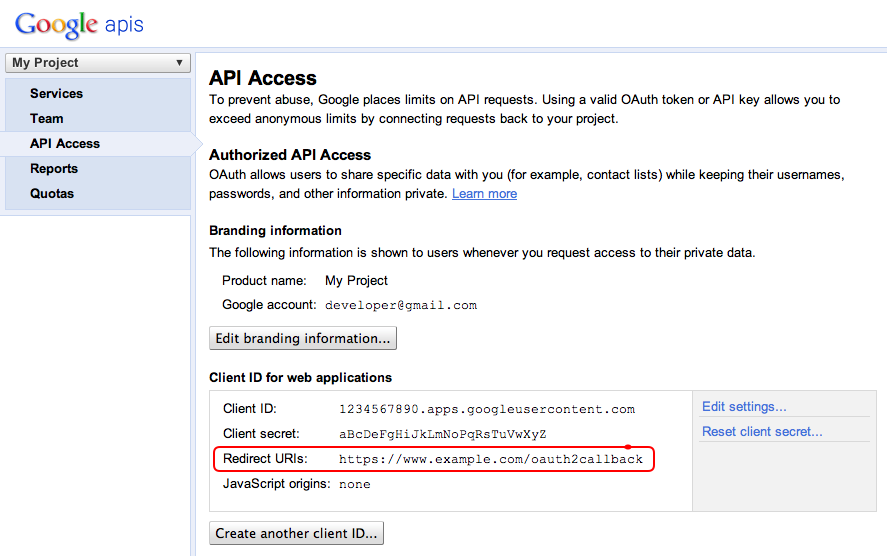 Google apis
My Project
Services
Team
API Access
Reports
Quotas
API Access
To prevent abuse, Google places limits on API requests. Using a valid OAuth token or API key allows you to
exceed anonymous limits by connecting requests back to your project.
Authorized API Access
OAuth allows users to share specific data with you (for example, contact lists) while keeping their usernames,
passwords, and other information private. Learn more
Branding information
The following information is shown to users whenever you request access to their private data.
Product name: My Project
Google account: developer@gmail.com
Edit branding information...
Client ID for web applications
Client ID: 1234567890.apps.googleusercontent.com
Client secret: aBcDeFgHiJkLmNoPqRsTuVwXyZ
Redirect URIs: https://www.example.com/oauth2callback
JavaScript origins: none
Edit settings...
Reset client secret...
Create another client ID...